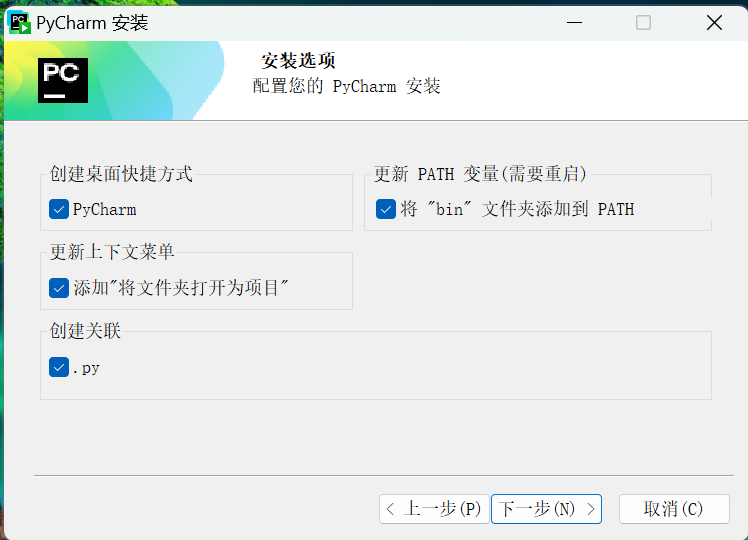 PyCharm 安装
安装选项
配置您的 PyCharm 安装
创建桌面快捷方式
PyCharm
更新 PATH 变量(需要重启)
将 "bin" 文件夹添加到 PATH
更新上下文菜单
添加"将文件夹打开为项目"
创建关联
.py
< 上一步(P)
下一步(N) >
取消(C)